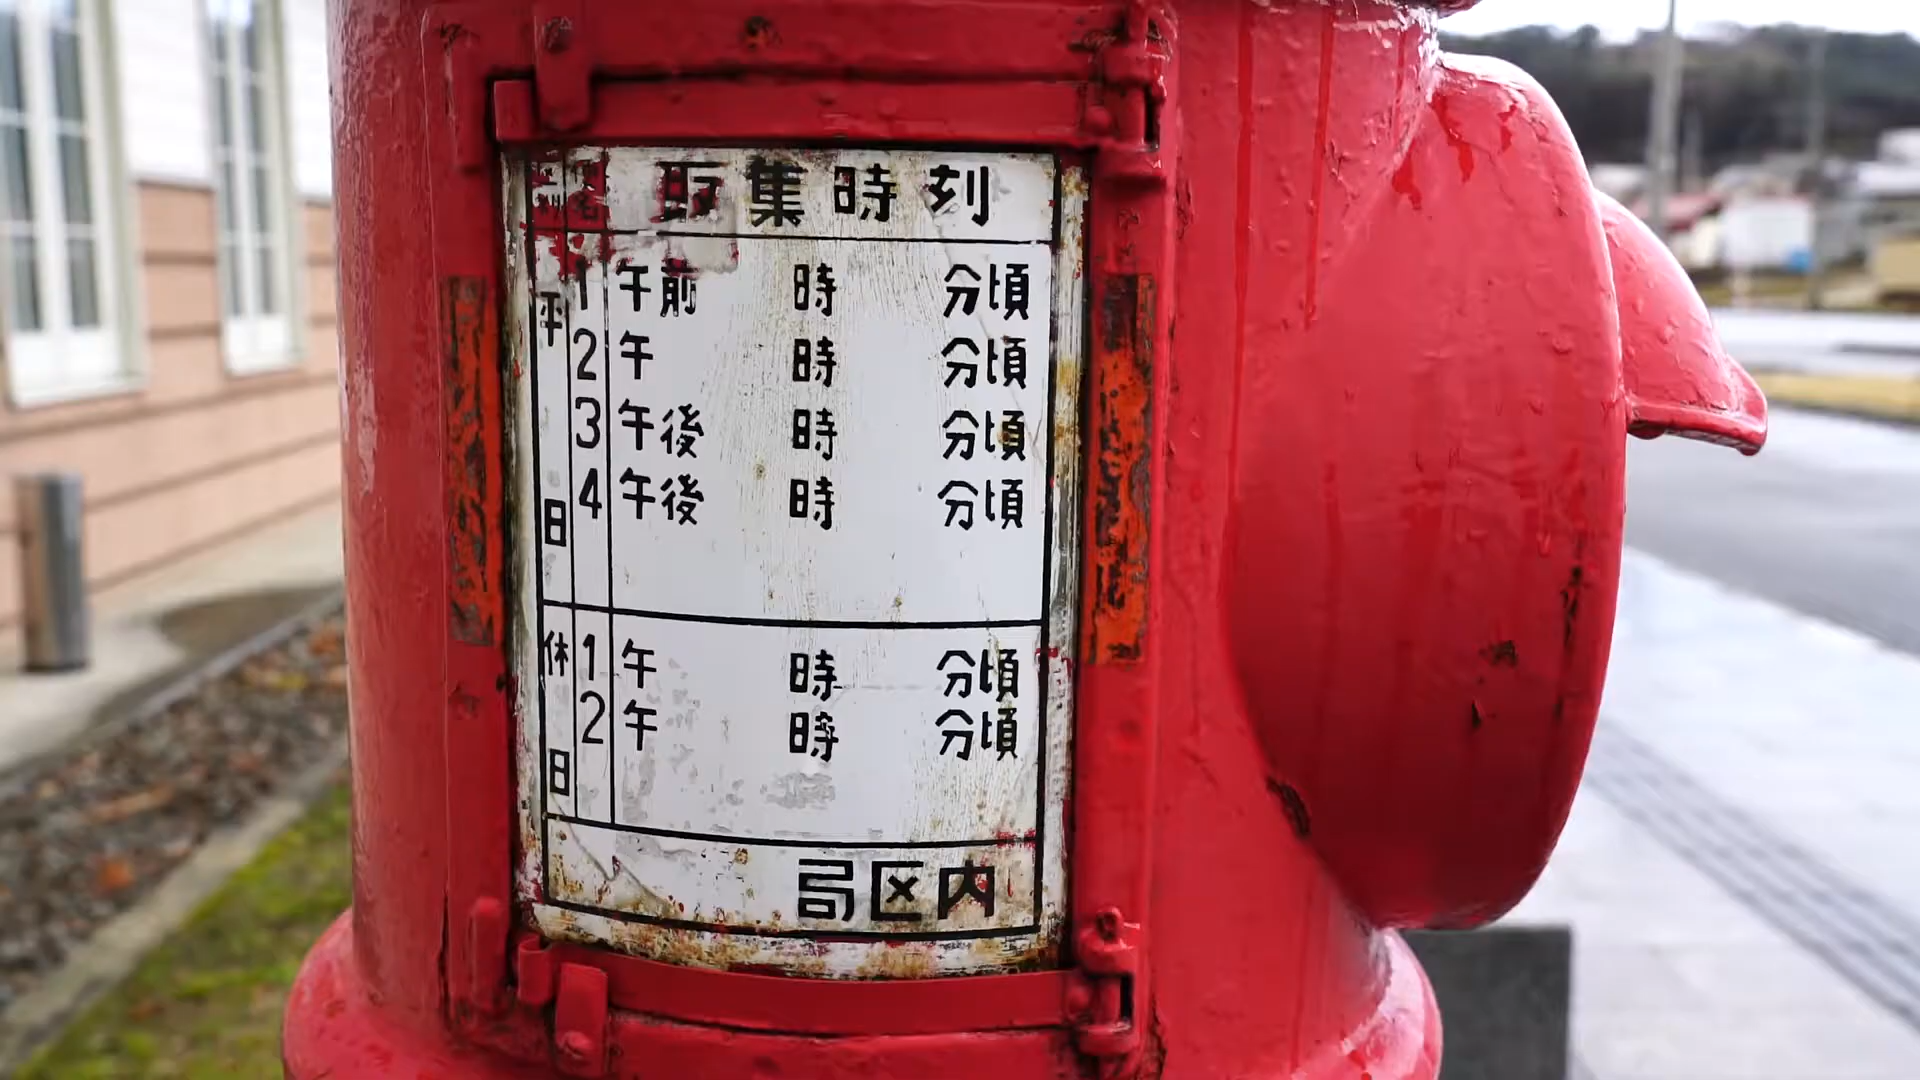 取集時刻
平日
1 午前 時 分頃
2 午 時 分頃
3 午後 時 分頃
4 午後 時 分頃
休日
1 午 時 分頃
2 午 時 分頃
局区内